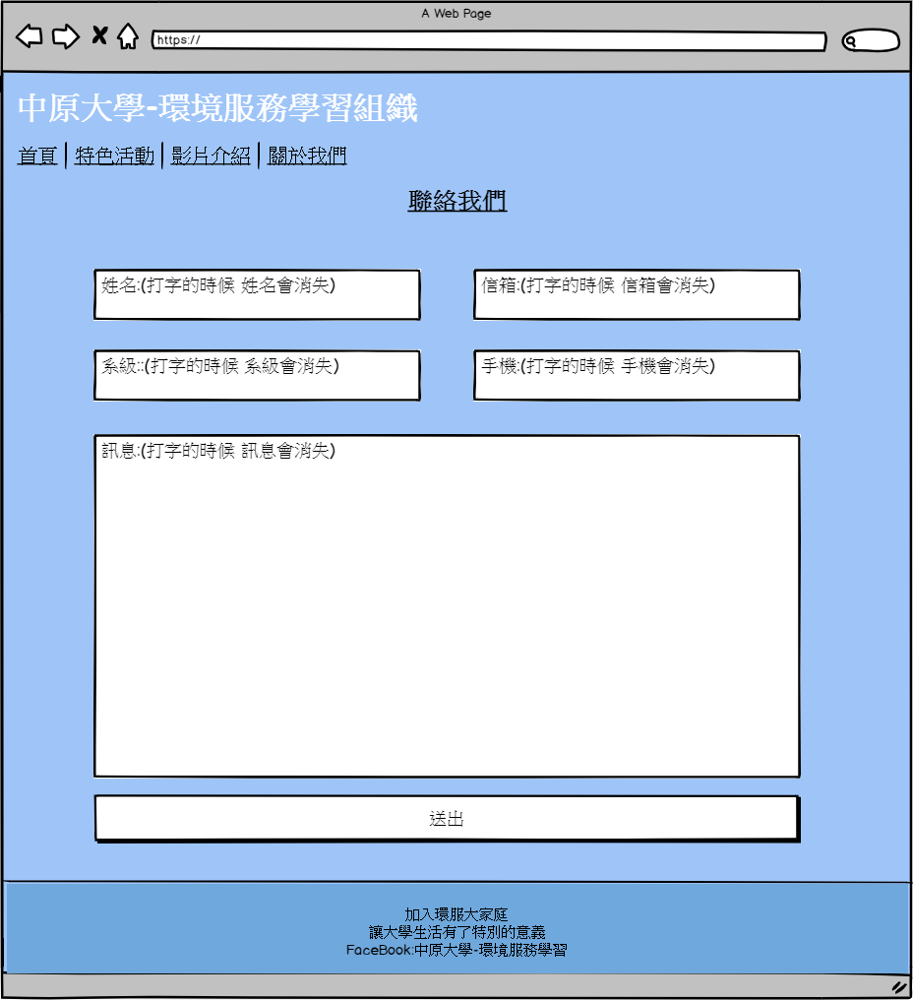 A Web Page
https://
中原大學-環境服務學習組織
首頁 | 特色活動 | 影片介紹 | 關於我們
聯絡我們
姓名:(打字的時候 姓名會消失)
信箱:(打字的時候 信箱會消失)
系級::(打字的時候 系級會消失)
手機:(打字的時候 手機會消失)
訊息:(打字的時候 訊息會消失)
送出
加入環服大家庭
讓大學生活有了特別的意義
FaceBook:中原大學-環境服務學習